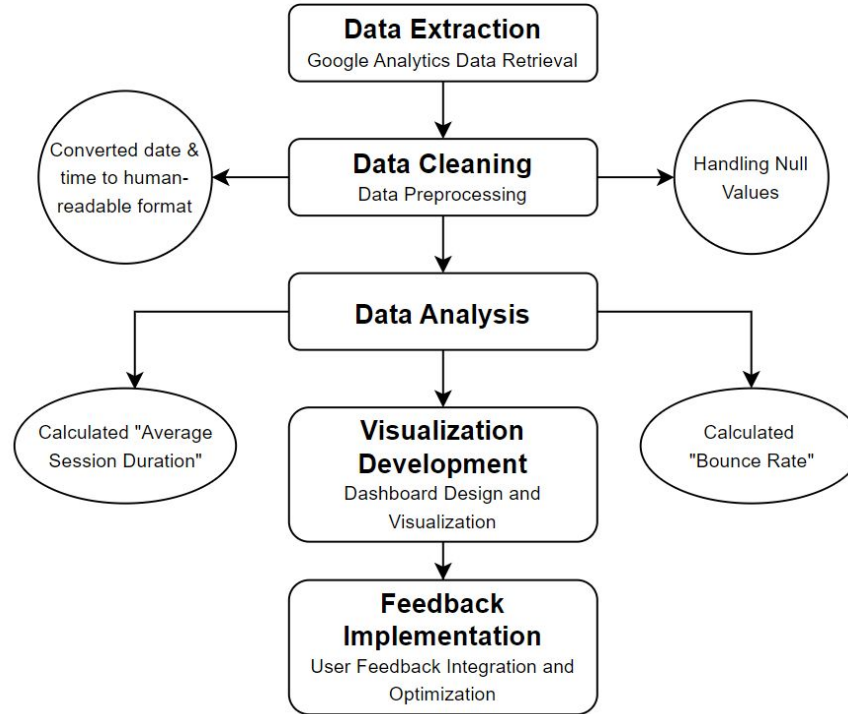 Data Extraction
Google Analytics Data Retrieval
Converted date &
time to human-
readable format
Data Cleaning
Data Preprocessing
Handling Null
Values
Data Analysis
Calculated "Average
Session Duration"
Visualization
Development
Dashboard Design and
Visualization
Calculated
"Bounce Rate"
Feedback
Implementation
User Feedback Integration and
Optimization